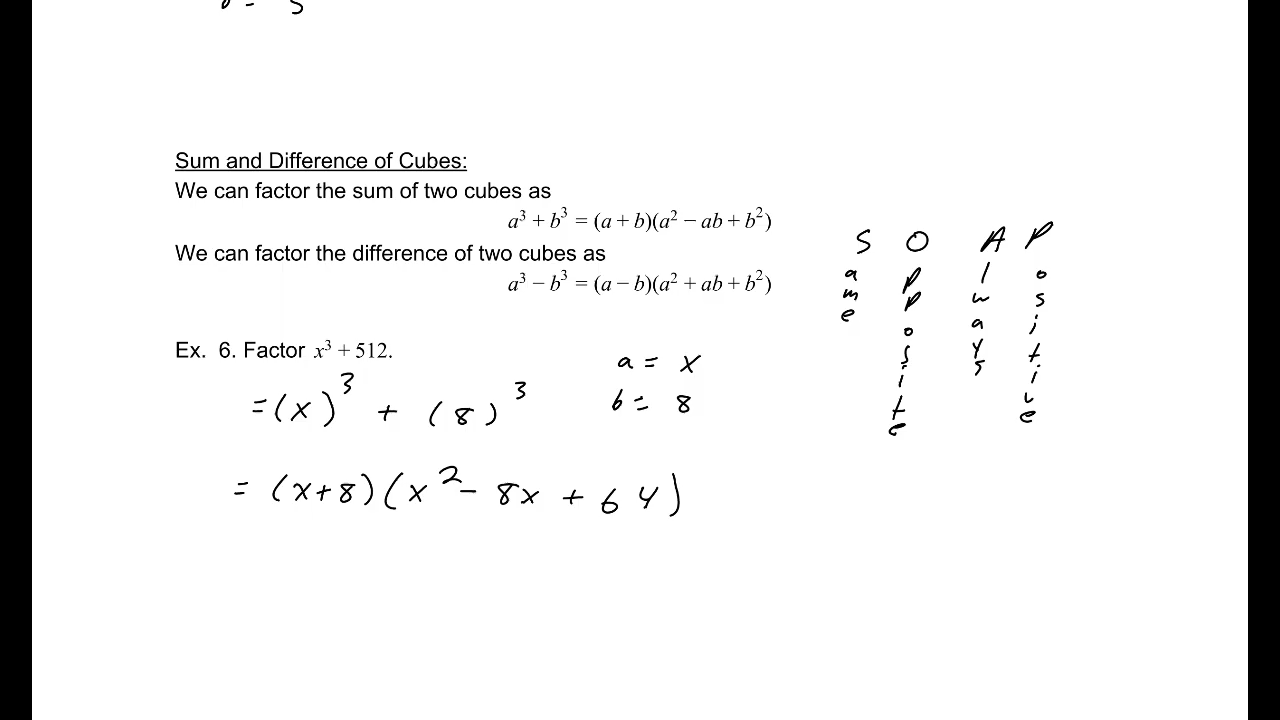 Sum and Difference of Cubes:
We can factor the sum of two cubes as
a³ + b³ = (a + b)(a² − ab + b²)
We can factor the difference of two cubes as
a³ − b³ = (a − b)(a² + ab + b²)
Same Opposite Always Positive
Ex. 6. Factor x³ + 512.
a = x
b = 8
= (x)³ + (8)³
= (x+8)(x² - 8x + 64)